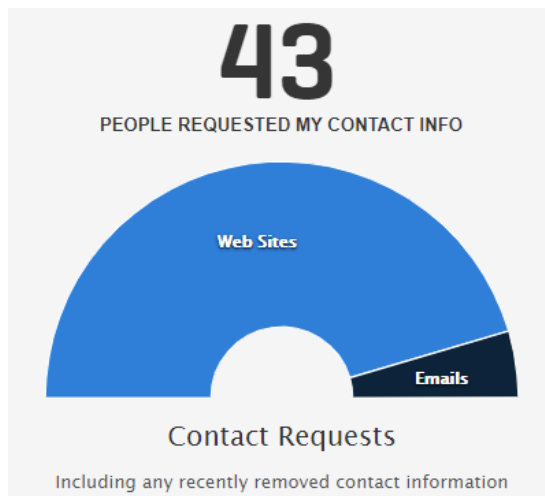 43
PEOPLE REQUESTED MY CONTACT INFO
Web Sites
Emails
Contact Requests
Including any recently removed contact information